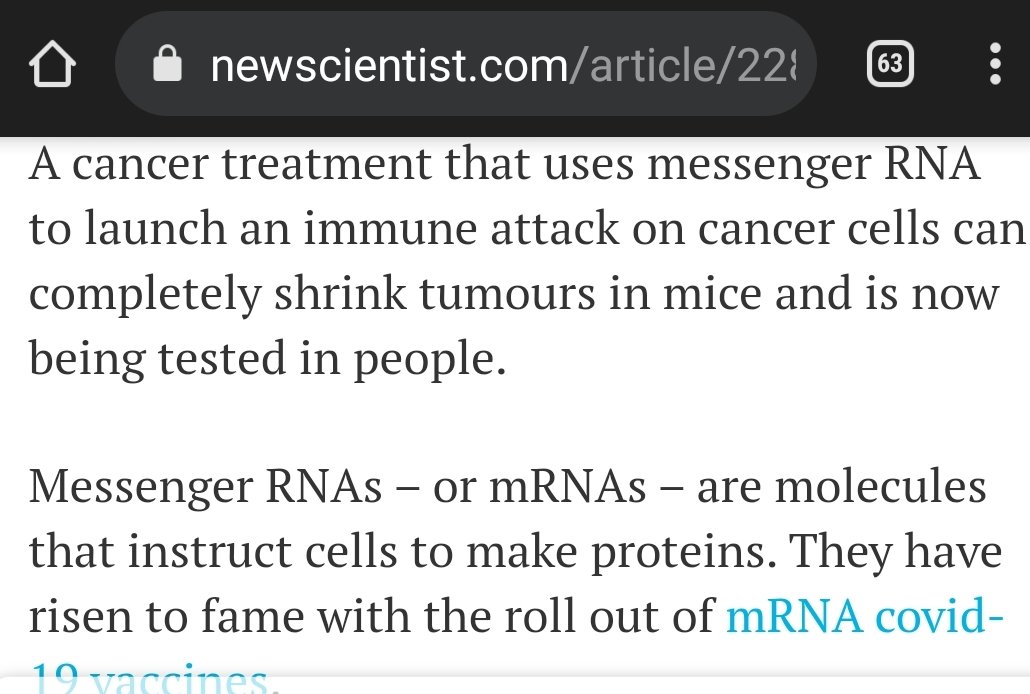 newscientist.com/article/228
63
A cancer treatment that uses messenger RNA
to launch an immune attack on cancer cells can
completely shrink tumours in mice and is now
being tested in people.
Messenger RNAs – or mRNAs – are molecules
that instruct cells to make proteins. They have
risen to fame with the roll out of mRNA covid-
19 vaccines.